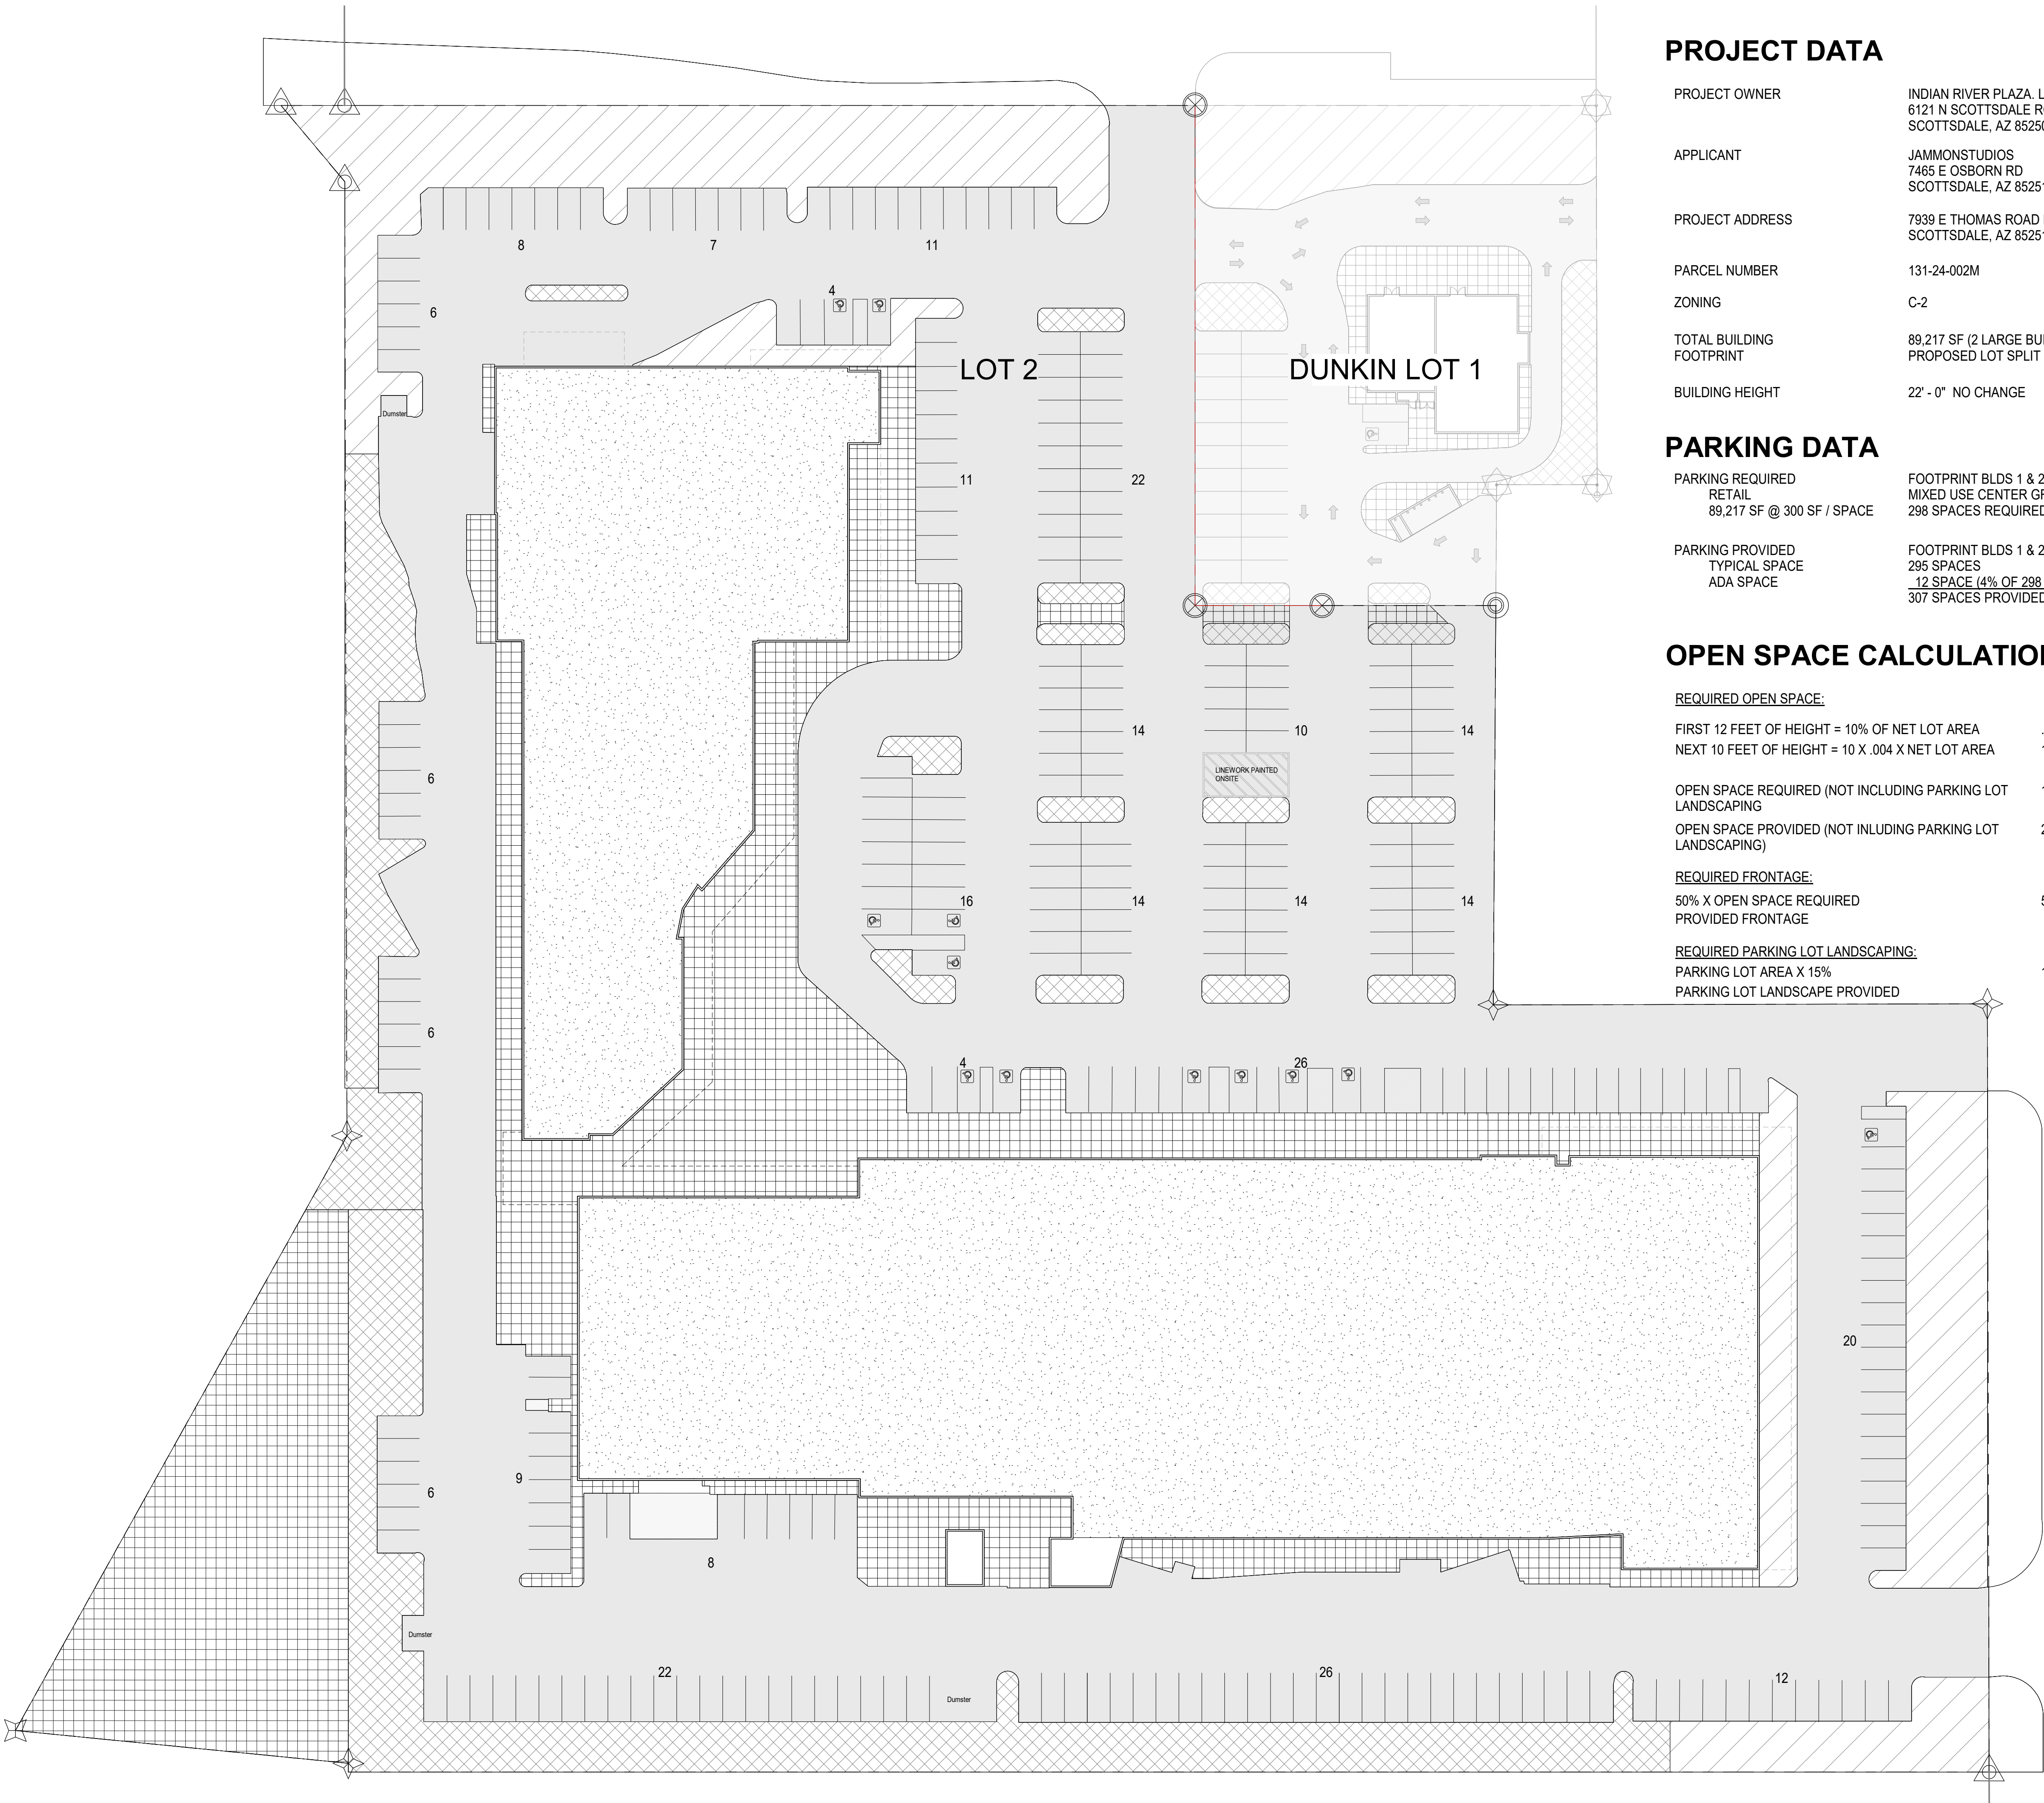 PROJECT DATA
PROJECT OWNER
INDIAN RIVER PLAZA. L
6121 N SCOTTSDALE R
SCOTTSDALE, AZ 8525
APPLICANT
JAMMONSTUDIOS
7465 E OSBORN RD
SCOTTSDALE, AZ 85251
PROJECT ADDRESS
7939 E THOMAS ROAD
SCOTTSDALE, AZ 85251
PARCEL NUMBER
131-24-002M
ZONING
C-2
TOTAL BUILDING
FOOTPRINT
89,217 SF (2 LARGE BUI
PROPOSED LOT SPLIT
BUILDING HEIGHT
22' - 0" NO CHANGE
PARKING DATA
PARKING REQUIRED
RETAIL
89,217 SF @ 300 SF / SPACE
FOOTPRINT BLDS 1 & 2
MIXED USE CENTER G
298 SPACES REQUIRED
PARKING PROVIDED
TYPICAL SPACE
ADA SPACE
FOOTPRINT BLDS 1 & 2
295 SPACES
12 SPACE (4% OF 298
307 SPACES PROVIDED
OPEN SPACE CALCULATION
REQUIRED OPEN SPACE:
FIRST 12 FEET OF HEIGHT = 10% OF NET LOT AREA .
NEXT 10 FEET OF HEIGHT = 10 X .004 X NET LOT AREA
OPEN SPACE REQUIRED (NOT INCLUDING PARKING LOT
LANDSCAPING
OPEN SPACE PROVIDED (NOT INLUDING PARKING LOT
LANDSCAPING)
REQUIRED FRONTAGE:
50% X OPEN SPACE REQUIRED
PROVIDED FRONTAGE
REQUIRED PARKING LOT LANDSCAPING:
PARKING LOT AREA X 15%
PARKING LOT LANDSCAPE PROVIDED
8
7
11
4
6
LOT 2
DUNKIN LOT 1
Dumster
11
22
14
10
14
6
LINEWORK PAINTED
ONSITE
16
14
14
14
6
4
26
20
9
6
8
Dumster
22
26
12
Dumster